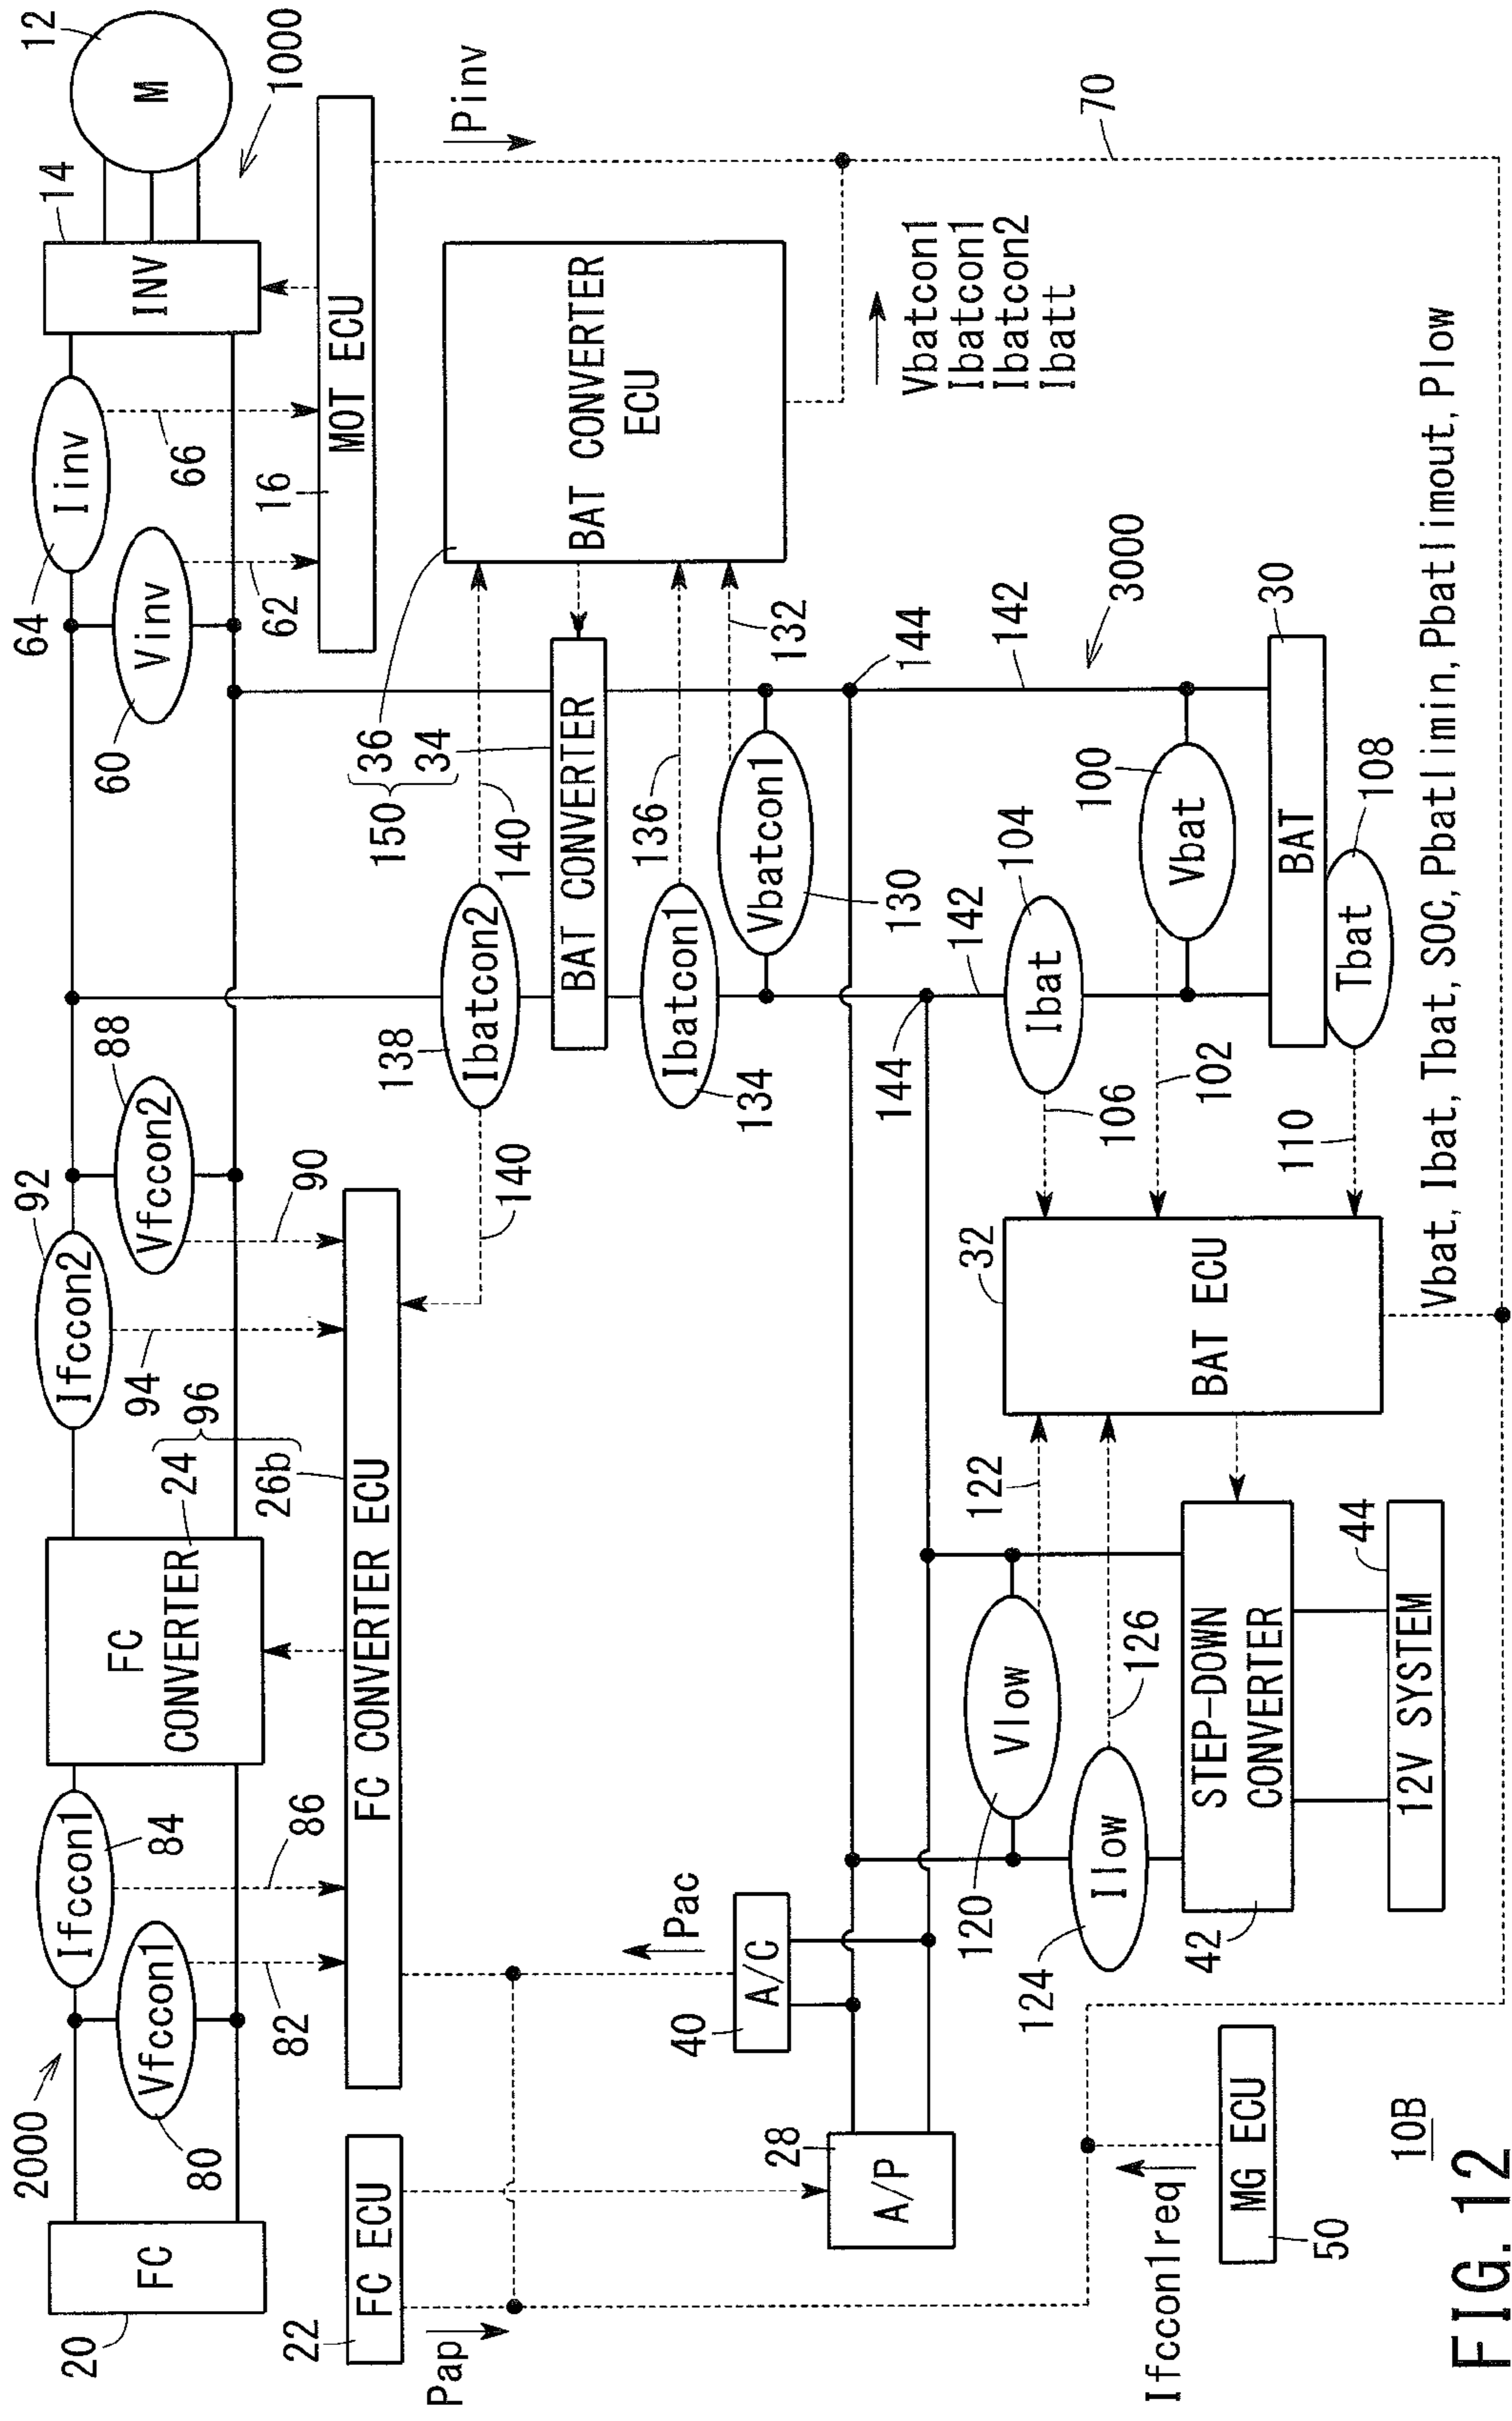 12
M
1000
14
INV
Iinv
64
66
Vinv
60
62
16
MOT ECU
Pinv
70
92
Ifccon2
94
88
Vfccon2
90
FC
CONVERTER
24
96
26b
Ifccon1
84
86
Vfccon1
80
82
2000
FC
20
FC CONVERTER ECU
22
FC ECU
Pap
BAT CONVERTER
ECU
Vbatcon1
Ibatcon1
Ibatcon2
Ibatt
36
34
150
BAT CONVERTER
Ibatcon2
138
140
140
Ibatcon1
134
136
Vbatcon1
130
132
144
144
142
142
3000
Ibat
104
106
Vbat
100
102
30
BAT
Tbat
108
110
32
BAT ECU
Vbat, Ibat, Tbat, SOC, Pbatlimin, Pbatlimout, Plow
Pac
40
A/C
28
A/P
Vlow
120
122
Ilow
124
126
STEP-DOWN
CONVERTER
42
44
12V SYSTEM
Ifccon1req
MG ECU
50
10B
FIG. 12